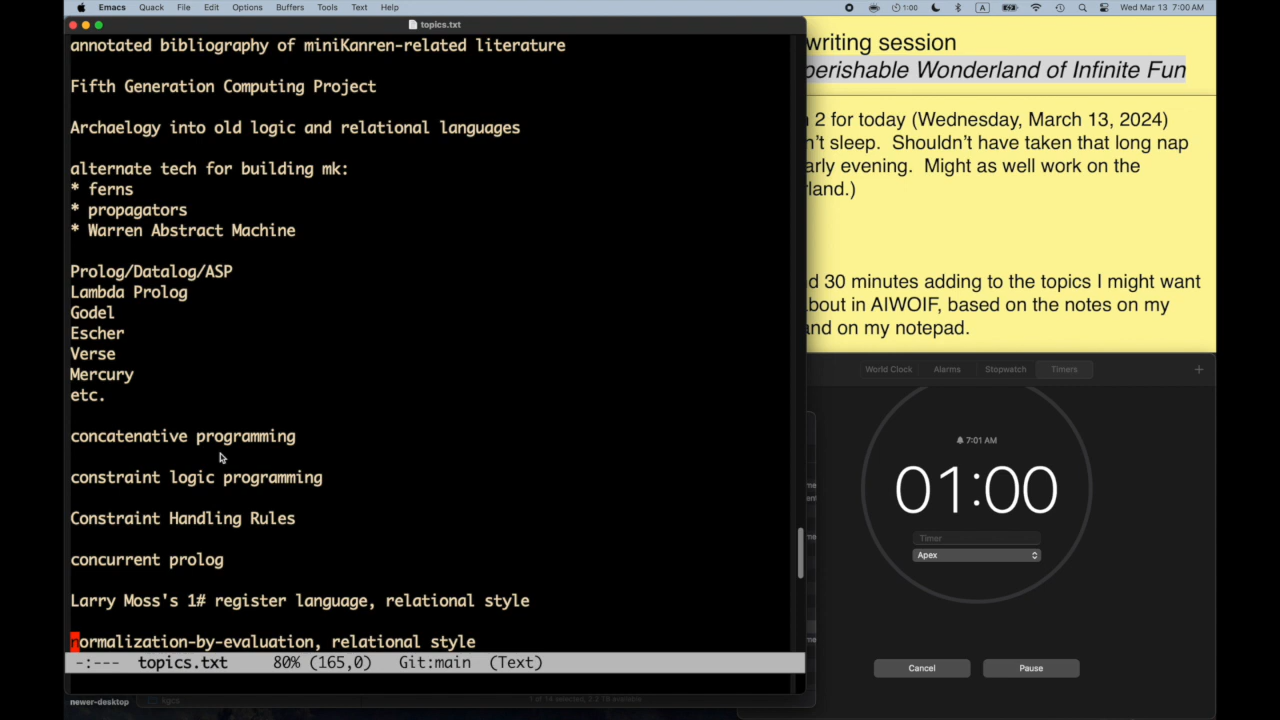 Emacs Quack File Edit Options Buffers Tools Text Help
1:00 A Wed Mar 13 7:00 AM
topics.txt
annotated bibliography of miniKanren-related literature
Fifth Generation Computing Project
Archaelogy into old logic and relational languages
alternate tech for building mk:
* ferns
* propagators
* Warren Abstract Machine
Prolog/Datalog/ASP
Lambda Prolog
Godel
Escher
Verse
Mercury
etc.
concatenative programming
constraint logic programming
Constraint Handling Rules
concurrent prolog
Larry Moss's 1# register language, relational style
normalization-by-evaluation, relational style
-:--- topics.txt 80% (165,0) Git:main (Text)
newer-desktop
writing session
perishable Wonderland of Infinite Fun
2 for today (Wednesday, March 13, 2024)
n't sleep. Shouldn't have taken that long nap
arly evening. Might as well work on the
land.)
d 30 minutes adding to the topics I might want
bout in AIWOIF, based on the notes on my
and on my notepad.
World Clock Alarms Stopwatch Timers +
7:01 AM
01:00
Timer
Apex
Cancel Pause